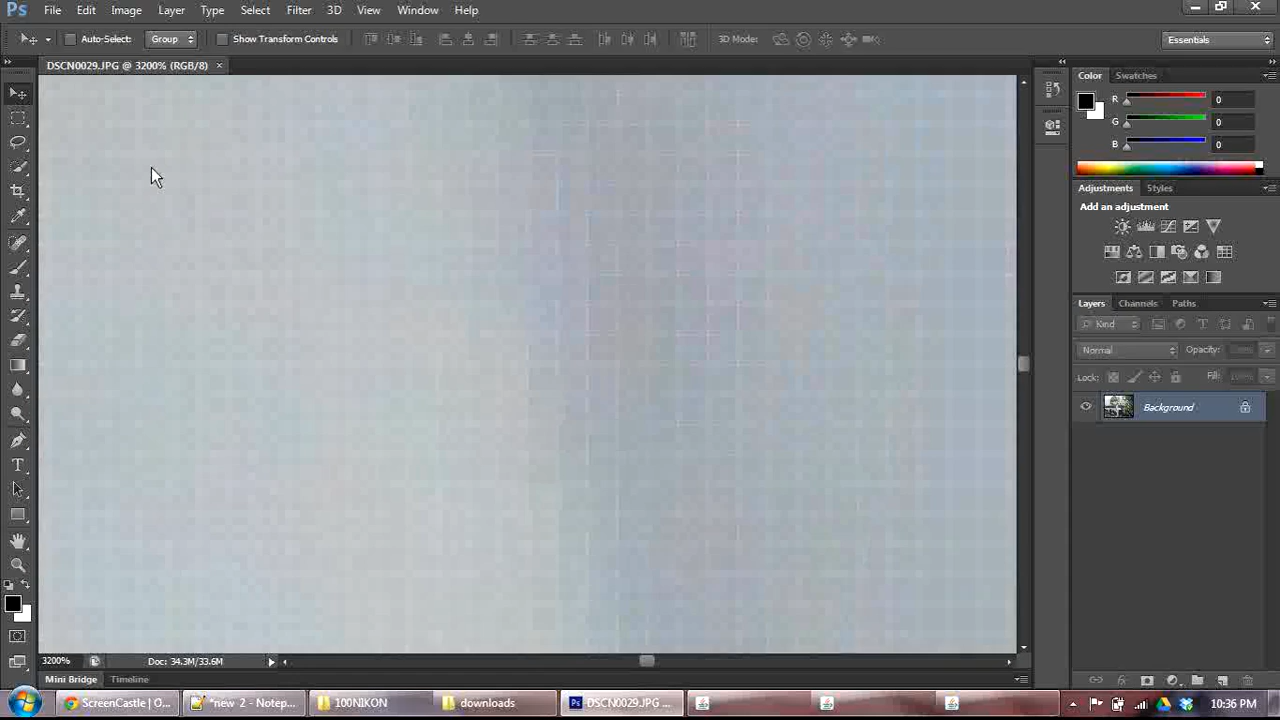 Ps File Edit Image Layer Type Select Filter 3D View Window Help
Auto-Select: Group Show Transform Controls 3D Mode: Essentials
DSCN0029.JPG @ 3200% (RGB/8) ×
Color Swatches
R 0
G 0
B 0
Adjustments Styles
Add an adjustment
Layers Channels Paths
Kind
Normal Opacity:
Lock: Fill:
Background
3200% Doc: 34.3M/33.6M
Mini Bridge Timeline
ScreenCastle | O... *new 2 - Notep... 100NIKON downloads DSCN0029.JPG ... 10:36 PM